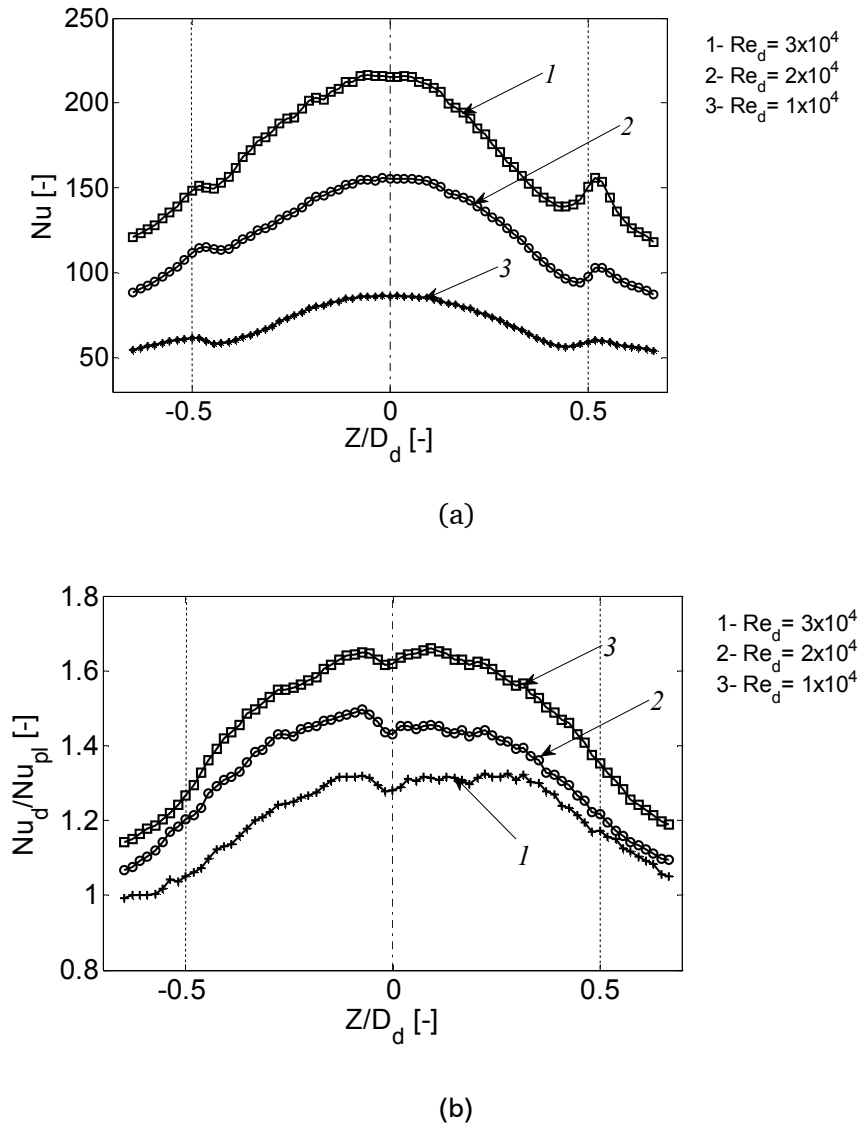 250
200
150
100
50
Nu [-]
-0.5 0 0.5
Z/D_d [-]
1
2
3
1- Re_d= 3x10^4
2- Re_d= 2x10^4
3- Re_d= 1x10^4
(a)
1.8
1.6
1.4
1.2
1
0.8
Nu_d/Nu_pl [-]
-0.5 0 0.5
Z/D_d [-]
3
2
1
1- Re_d= 3x10^4
2- Re_d= 2x10^4
3- Re_d= 1x10^4
(b)